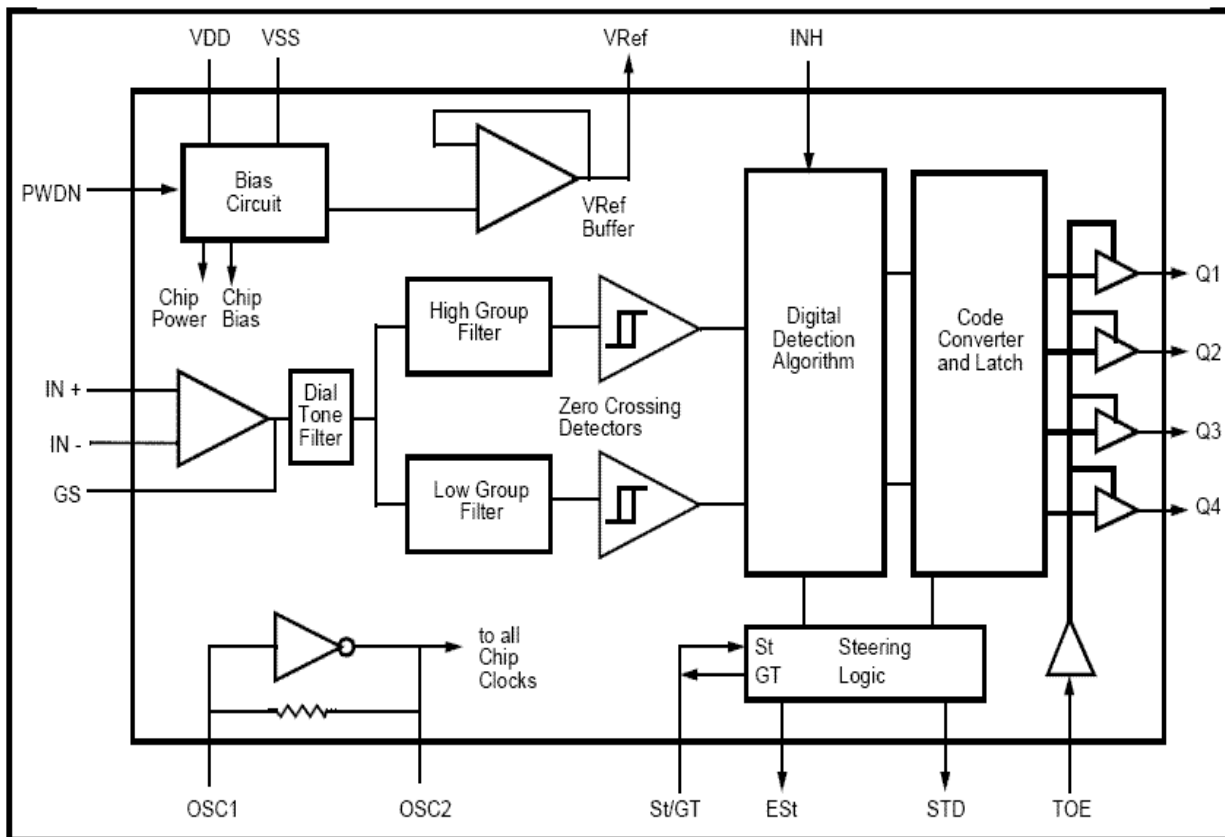 VDD
VSS
VRef
INH
PWDN
Bias
Circuit
VRef
Buffer
Chip
Power
Chip
Bias
High Group
Filter
Digital
Detection
Algorithm
Code
Converter
and Latch
Q1
Q2
Q3
Q4
IN +
IN -
GS
Dial
Tone
Filter
Zero Crossing
Detectors
Low Group
Filter
to all
Chip
Clocks
St
GT
Steering
Logic
OSC1
OSC2
St/GT
ESt
STD
TOE